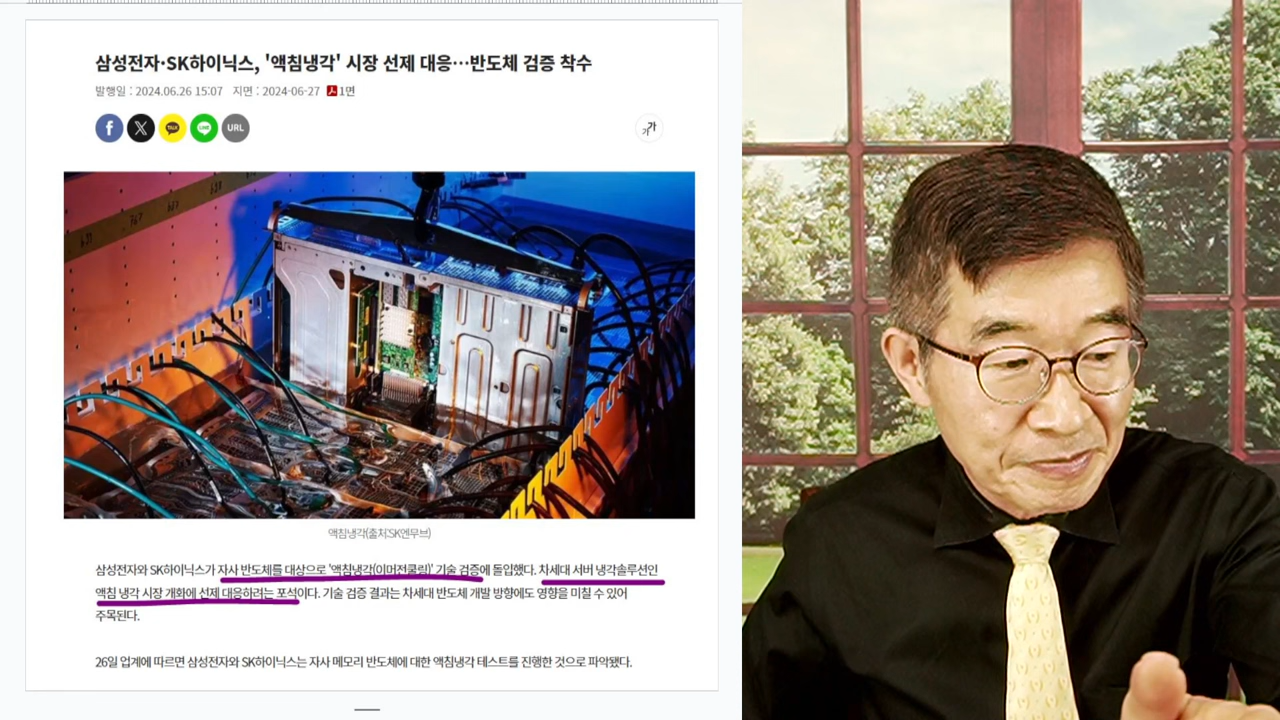 삼성전자·SK하이닉스, '액침냉각' 시장 선제 대응…반도체 검증 착수
발행일 : 2024.06.26 15:07 지면 : 2024-06-27 1면
f X TALK LINE URL 가가
액침냉각(출처:SK엔무브)
삼성전자와 SK하이닉스가 자사 반도체를 대상으로 '액침냉각(이머전쿨링)' 기술 검증에 돌입했다. 차세대 서버 냉각솔루션인
액침 냉각 시장 개화에 선제 대응하려는 포석이다. 기술 검증 결과는 차세대 반도체 개발 방향에도 영향을 미칠 수 있어
주목된다.
26일 업계에 따르면 삼성전자와 SK하이닉스는 자사 메모리 반도체에 대한 액침냉각 테스트를 진행한 것으로 파악됐다.